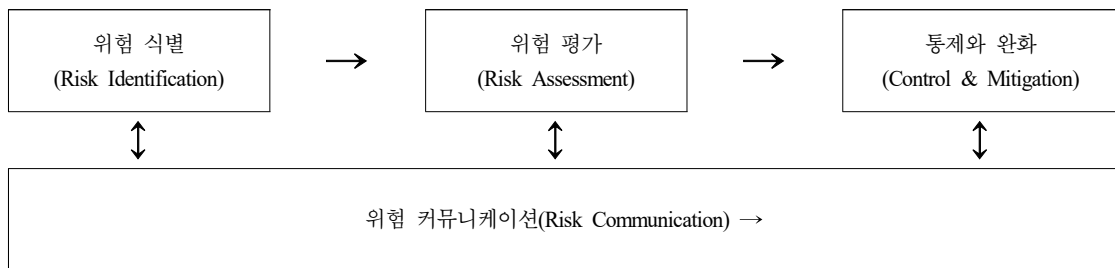 위험 식별
(Risk Identification)
위험 평가
(Risk Assessment)
통제와 완화
(Control & Mitigation)
위험 커뮤니케이션(Risk Communication) →